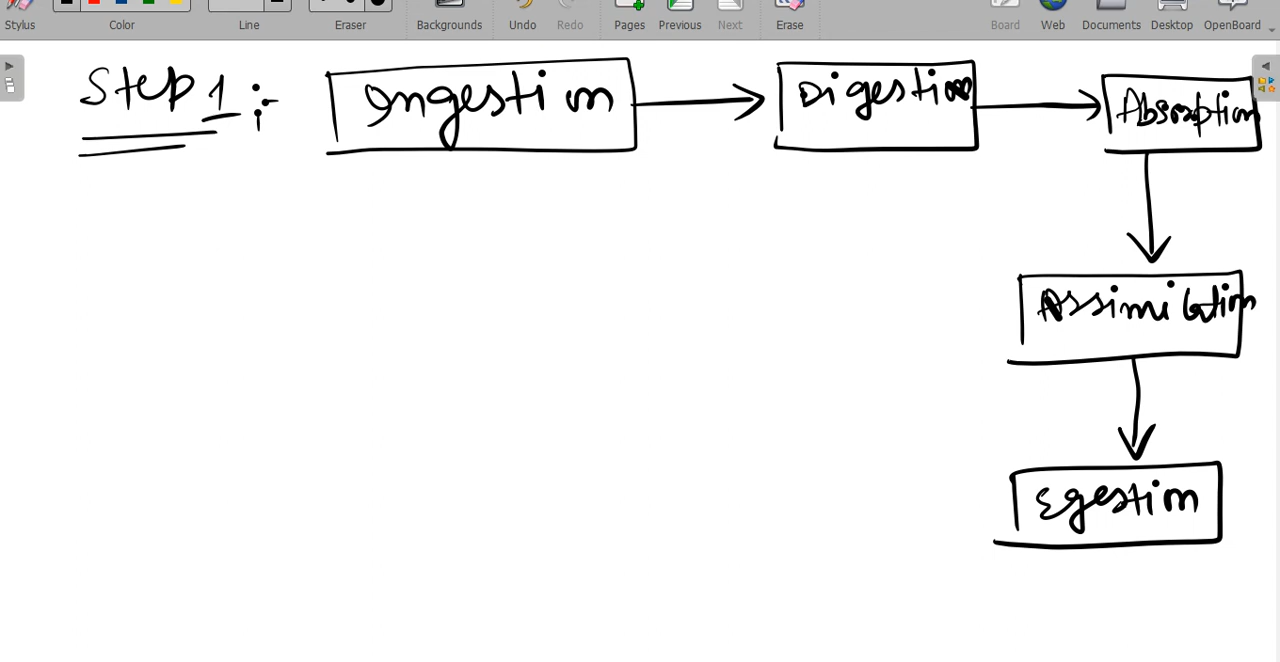 Stylus Color Line Eraser Backgrounds Undo Redo Pages Previous Next Erase Board Web Documents Desktop OpenBoard
Step 1 :- Ingestion Digestion Absorption
Assimilation
Egestion